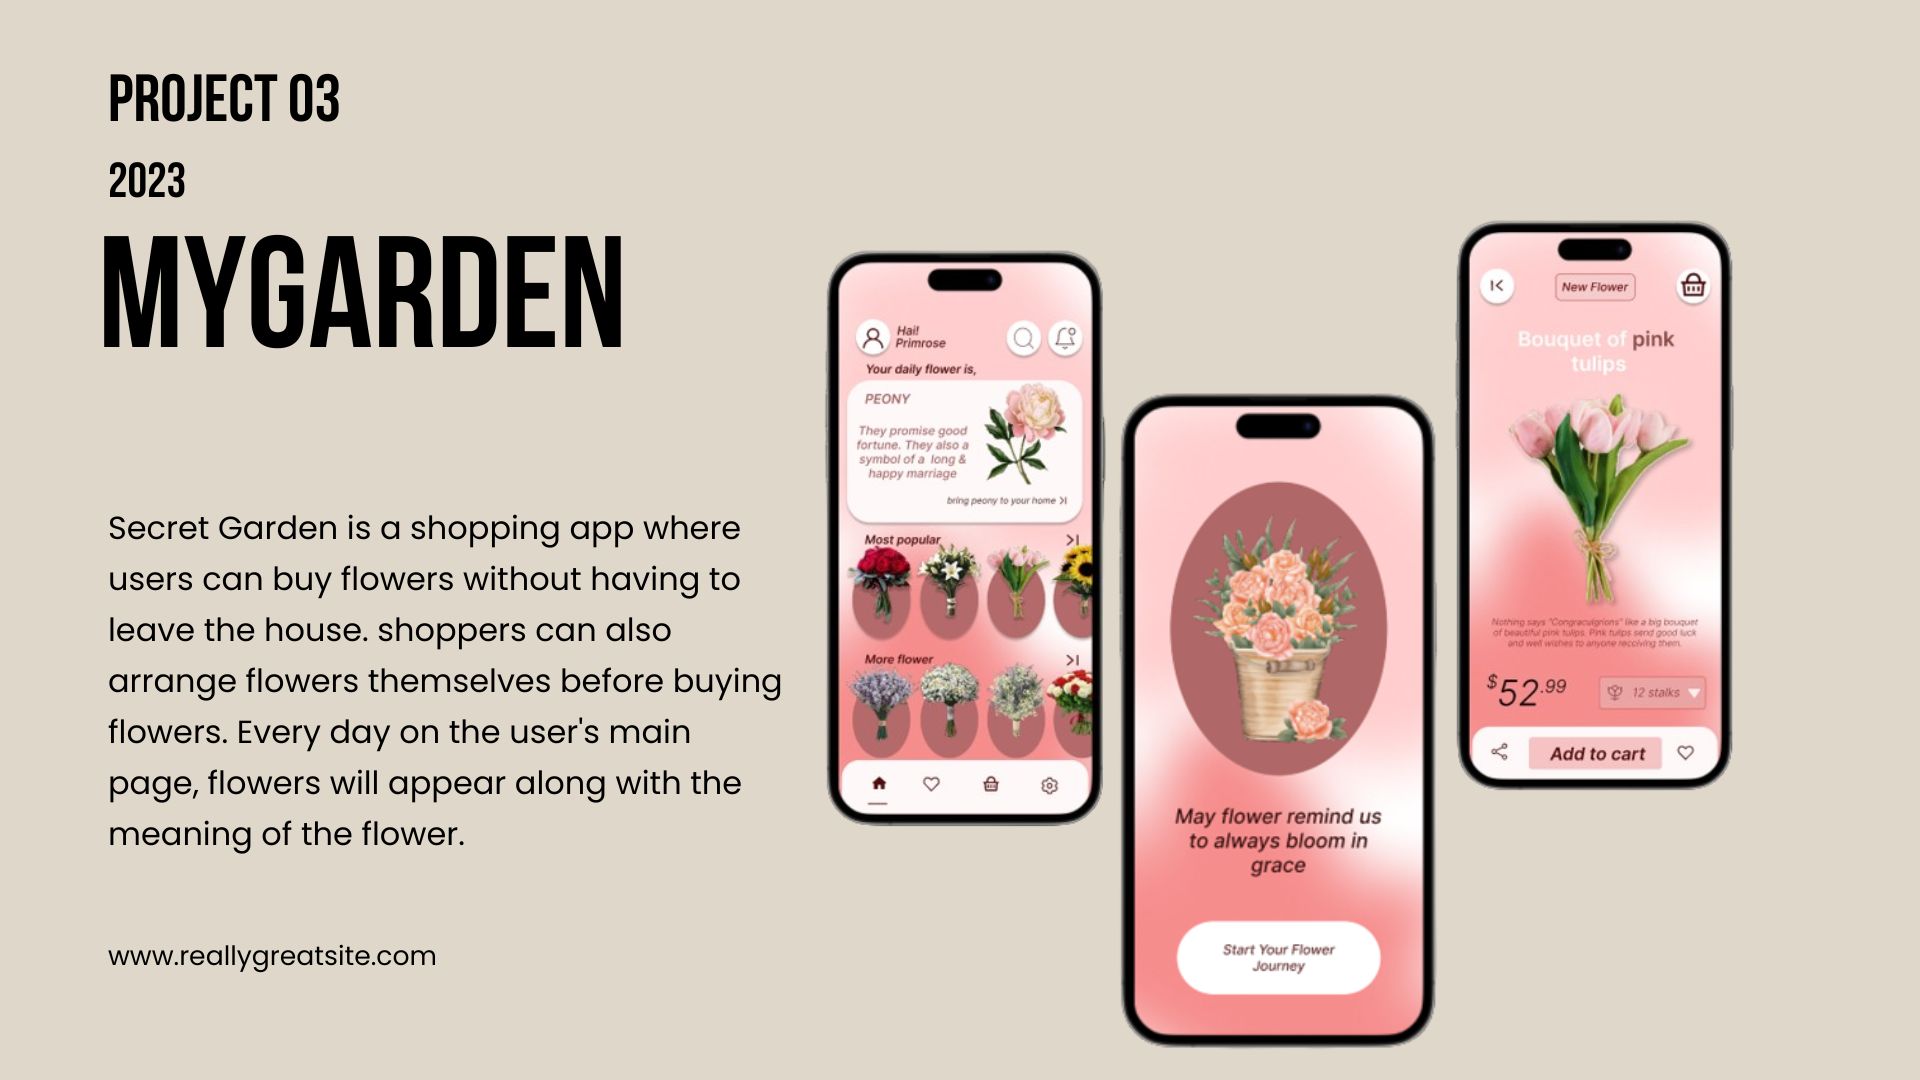 PROJECT 03
2023
MYGARDEN
Secret Garden is a shopping app where
users can buy flowers without having to
leave the house. shoppers can also
arrange flowers themselves before buying
flowers. Every day on the user's main
page, flowers will appear along with the
meaning of the flower.
www.reallygreatsite.com
Hai!
Primrose
Your daily flower is,
PEONY
They promise good
fortune. They also a
symbol of a long &
happy marriage
bring peony to your home
Most popular
More flower
May flower remind us
to always bloom in
grace
Start Your Flower
Journey
New Flower
Bouquet of pink
tulips
Nothing says "Congraculgrions" like a big bouquet
of beautiful pink tulips. Pink tulips send good luck
and well wishes to anyone receiving them.
$52.99
12 stalks
Add to cart